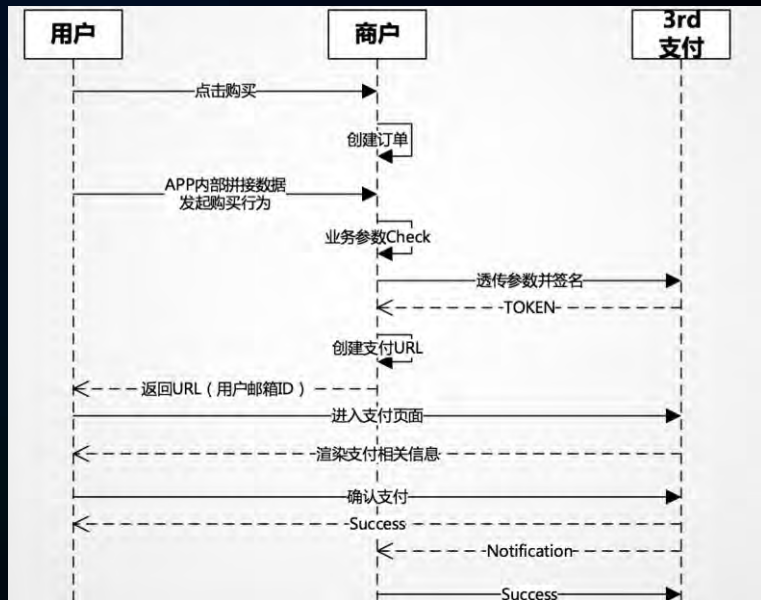 用户
商户
3rd
支付
点击购买
创建订单
APP内部拼接数据
发起购买行为
业务参数Check
透传参数并签名
TOKEN
创建支付URL
返回URL（用户邮箱ID）
进入支付页面
渲染支付相关信息
确认支付
Success
Notification
Success